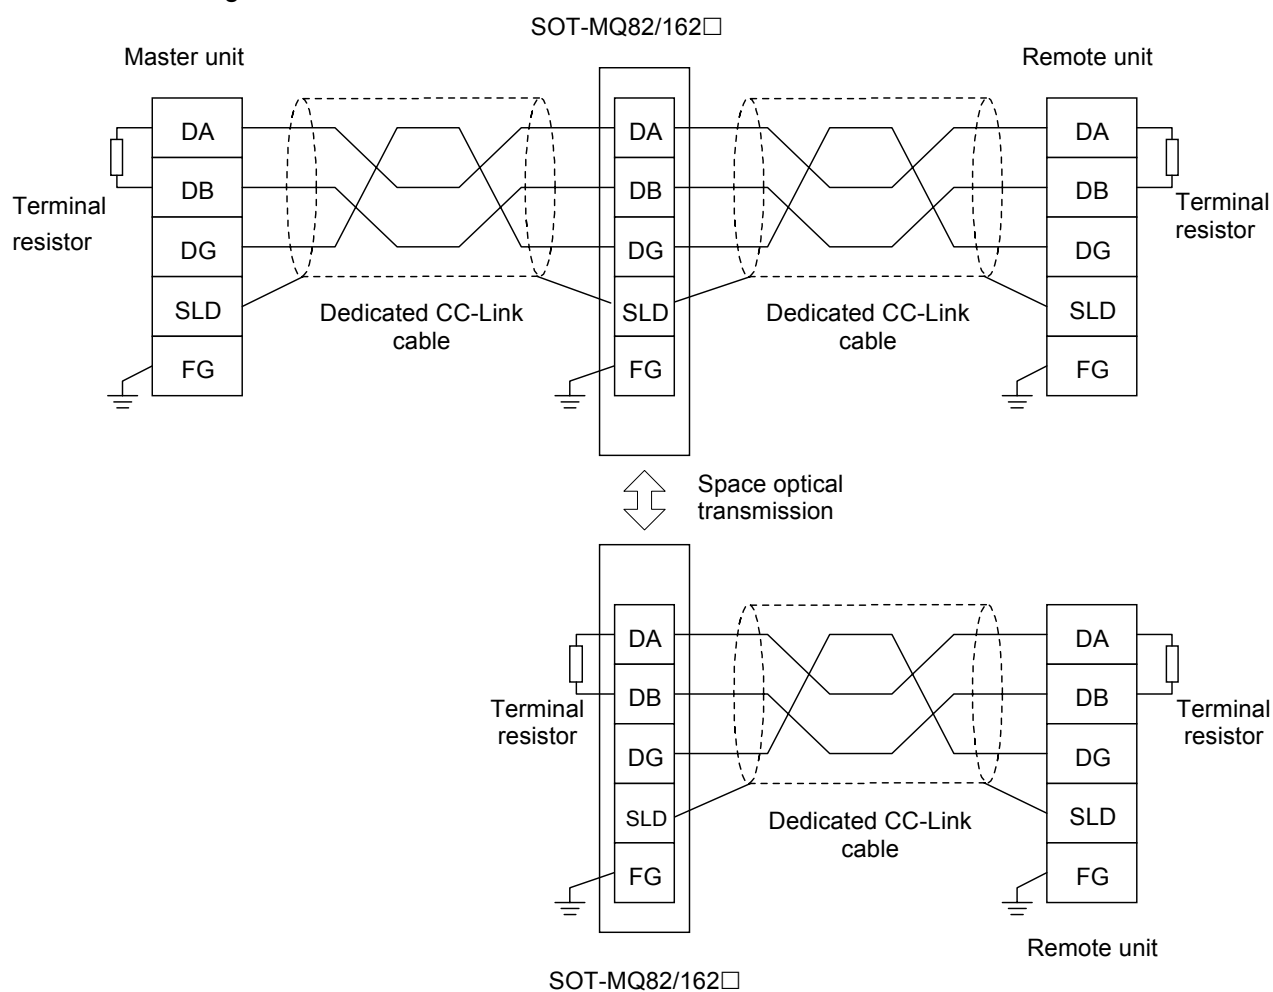 SOT-MQ82/162□
Master unit
Remote unit
DA
DB
DG
SLD
FG
Terminal
resistor
Dedicated CC-Link
cable
DA
DB
DG
SLD
FG
Dedicated CC-Link
cable
DA
DB
DG
SLD
FG
Terminal
resistor
Space optical
transmission
Terminal
resistor
DA
DB
DG
SLD
FG
Dedicated CC-Link
cable
DA
DB
DG
SLD
FG
Terminal
resistor
Remote unit
SOT-MQ82/162□